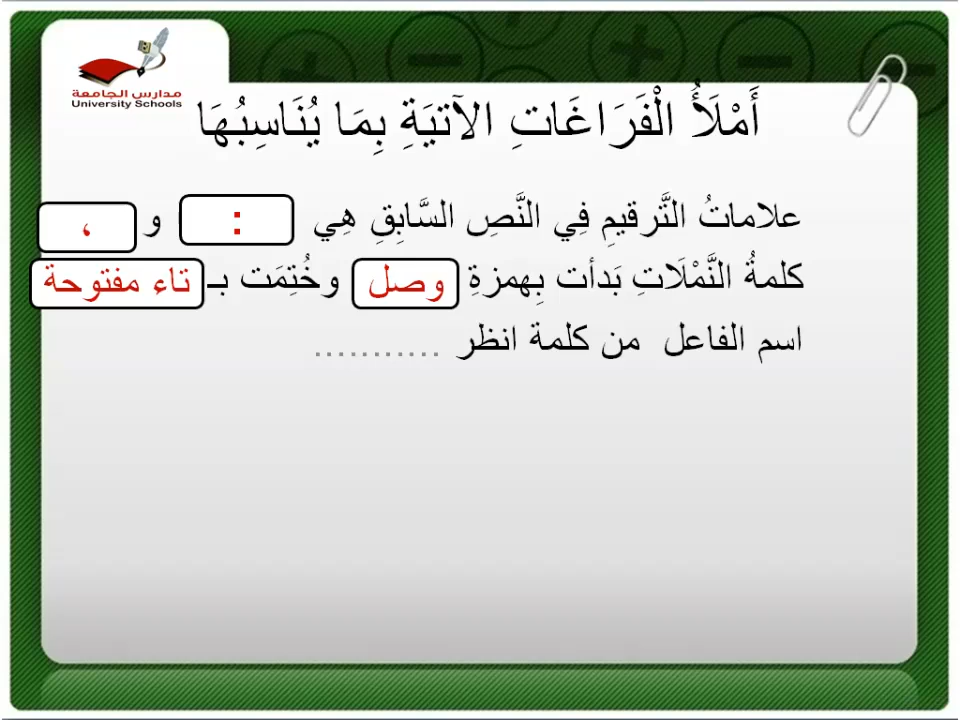 مدارس الجامعة
University Schools
أَمْلَأُ الْفَرَاغَاتِ الآتيَةِ بِمَا يُنَاسِبُهَا
علاماتُ التَّرقيمِ فِي النَّصِ السَّابِقِ هِي : و ،
كلمةُ النَّمْلَاتِ بَدأت بِهمزةِ وصل وخُتِمَت بـ تاء مفتوحة
اسم الفاعل من كلمة انظر ...........